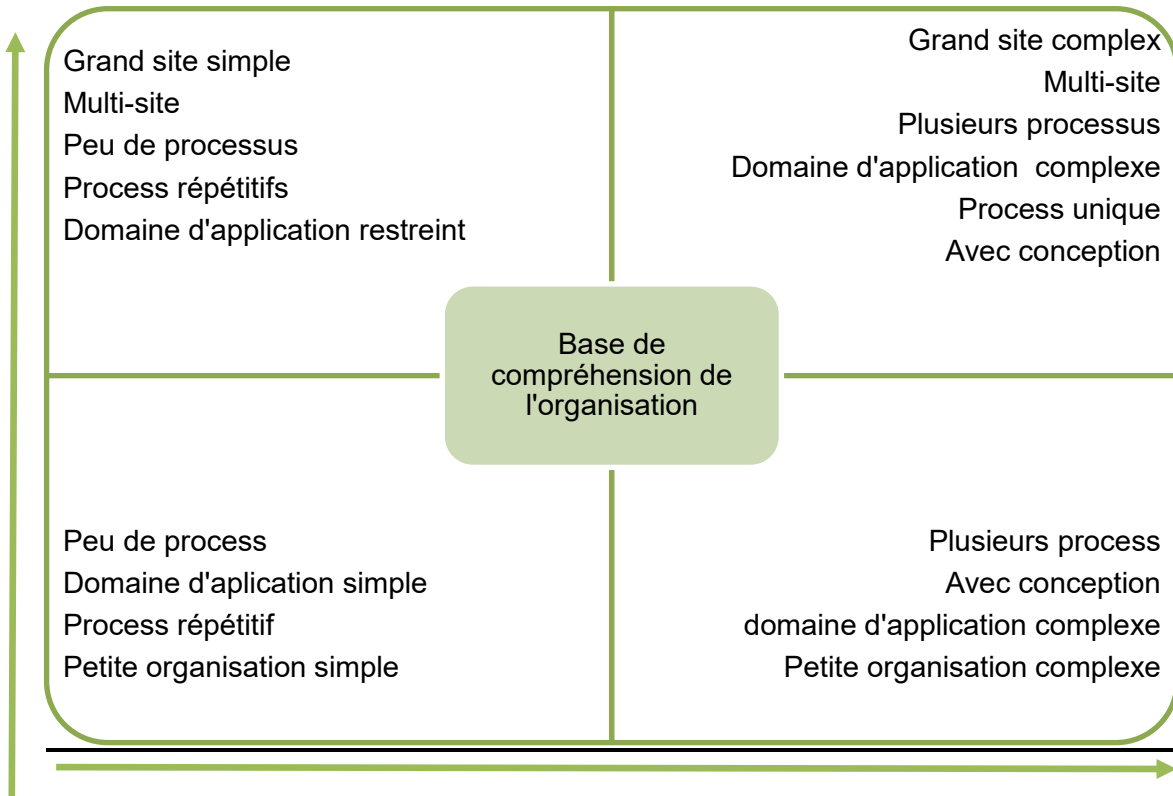 Grand site simple
Multi-site
Peu de processus
Process répétitifs
Domaine d'application restreint
Grand site complex
Multi-site
Plusieurs processus
Domaine d'application  complexe
Process unique
Avec conception
Base de
compréhension de
l'organisation
Peu de process
Domaine d'aplication simple
Process répétitif
Petite organisation simple
Plusieurs process
Avec conception
domaine d'application complexe
Petite organisation complexe